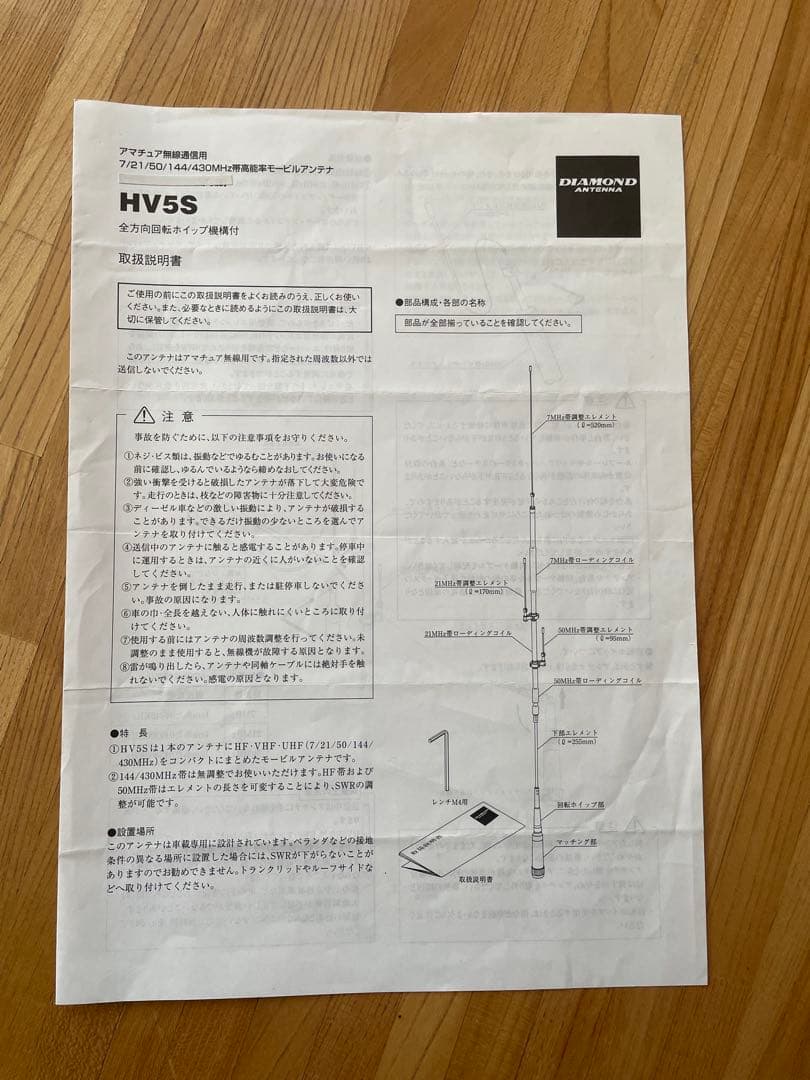 アマチュア無線通信用
7/21/50/144/430MHz帯高能率モービルアンテナ
HV5S
全方向回転ホイップ機構付
取扱説明書
DIAMOND
ANTENNA
ご使用の前にこの取扱説明書をよくお読みのうえ、正しくお使い
ください。また、必要なときに読めるようにこの取扱説明書は、大
切に保管してください。
このアンテナはアマチュア無線用です。指定された周波数以外では
送信しないでください。
注 意
事故を防ぐために、以下の注意事項をお守りください。
①ネジ・ビス類は、振動などでゆるむことがあります。お使いになる
前に確認し、ゆるんでいるようなら締めなおしてください。
②強い衝撃を受けると破損したアンテナが落下して大変危険で
す。走行のときは、枝などの障害物に十分注意してください。
③ディーゼル車などの激しい振動により、アンテナが破損する
ことがあります。できるだけ振動の少ないところを選んでア
ンテナを取り付けてください。
④送信中のアンテナに触ると感電することがあります。停車中
に運用するときは、アンテナの近くに人がいないことを確認
してください。
⑤アンテナを倒したまま走行、または駐停車しないでくださ
い。事故の原因になります。
⑥車の巾・全長を越えない、人体に触れにくいところに取り付
けてください。
⑦使用する前にはアンテナの周波数調整を行ってください。未
調整のまま使用すると、無線機が故障する原因となります。
⑧雷が鳴り出したら、アンテナや同軸ケーブルには絶対手を触
れないでください。感電の原因となります。
●特 長
①HV5Sは1本のアンテナにHF・VHF・UHF(7/21/50/144/
430MHz)をコンパクトにまとめたモービルアンテナです。
②144/430MHz帯は無調整でお使いいただけます。HF帯および
50MHz帯はエレメントの長さを可変することにより、SWRの調
整が可能です。
●設置場所
このアンテナは車載専用に設計されています。ベランダなどの接地
条件の異なる場所に設置した場合には、SWRが下がらないことが
ありますのでお勧めできません。トランクリッドやルーフサイドな
どへ取り付けてください。
●部品構成・各部の名称
部品が全部揃っていることを確認してください。
7MHz帯調整エレメント
(ℓ=520mm)
7MHz帯ローディングコイル
21MHz帯調整エレメント
(ℓ=170mm)
21MHz帯ローディングコイル
50MHz帯調整エレメント
(ℓ=95mm)
50MHz帯ローディングコイル
下部エレメント
(ℓ=255mm)
レンチM4用
回転ホイップ部
マッチング部
取扱説明書
取扱説明書